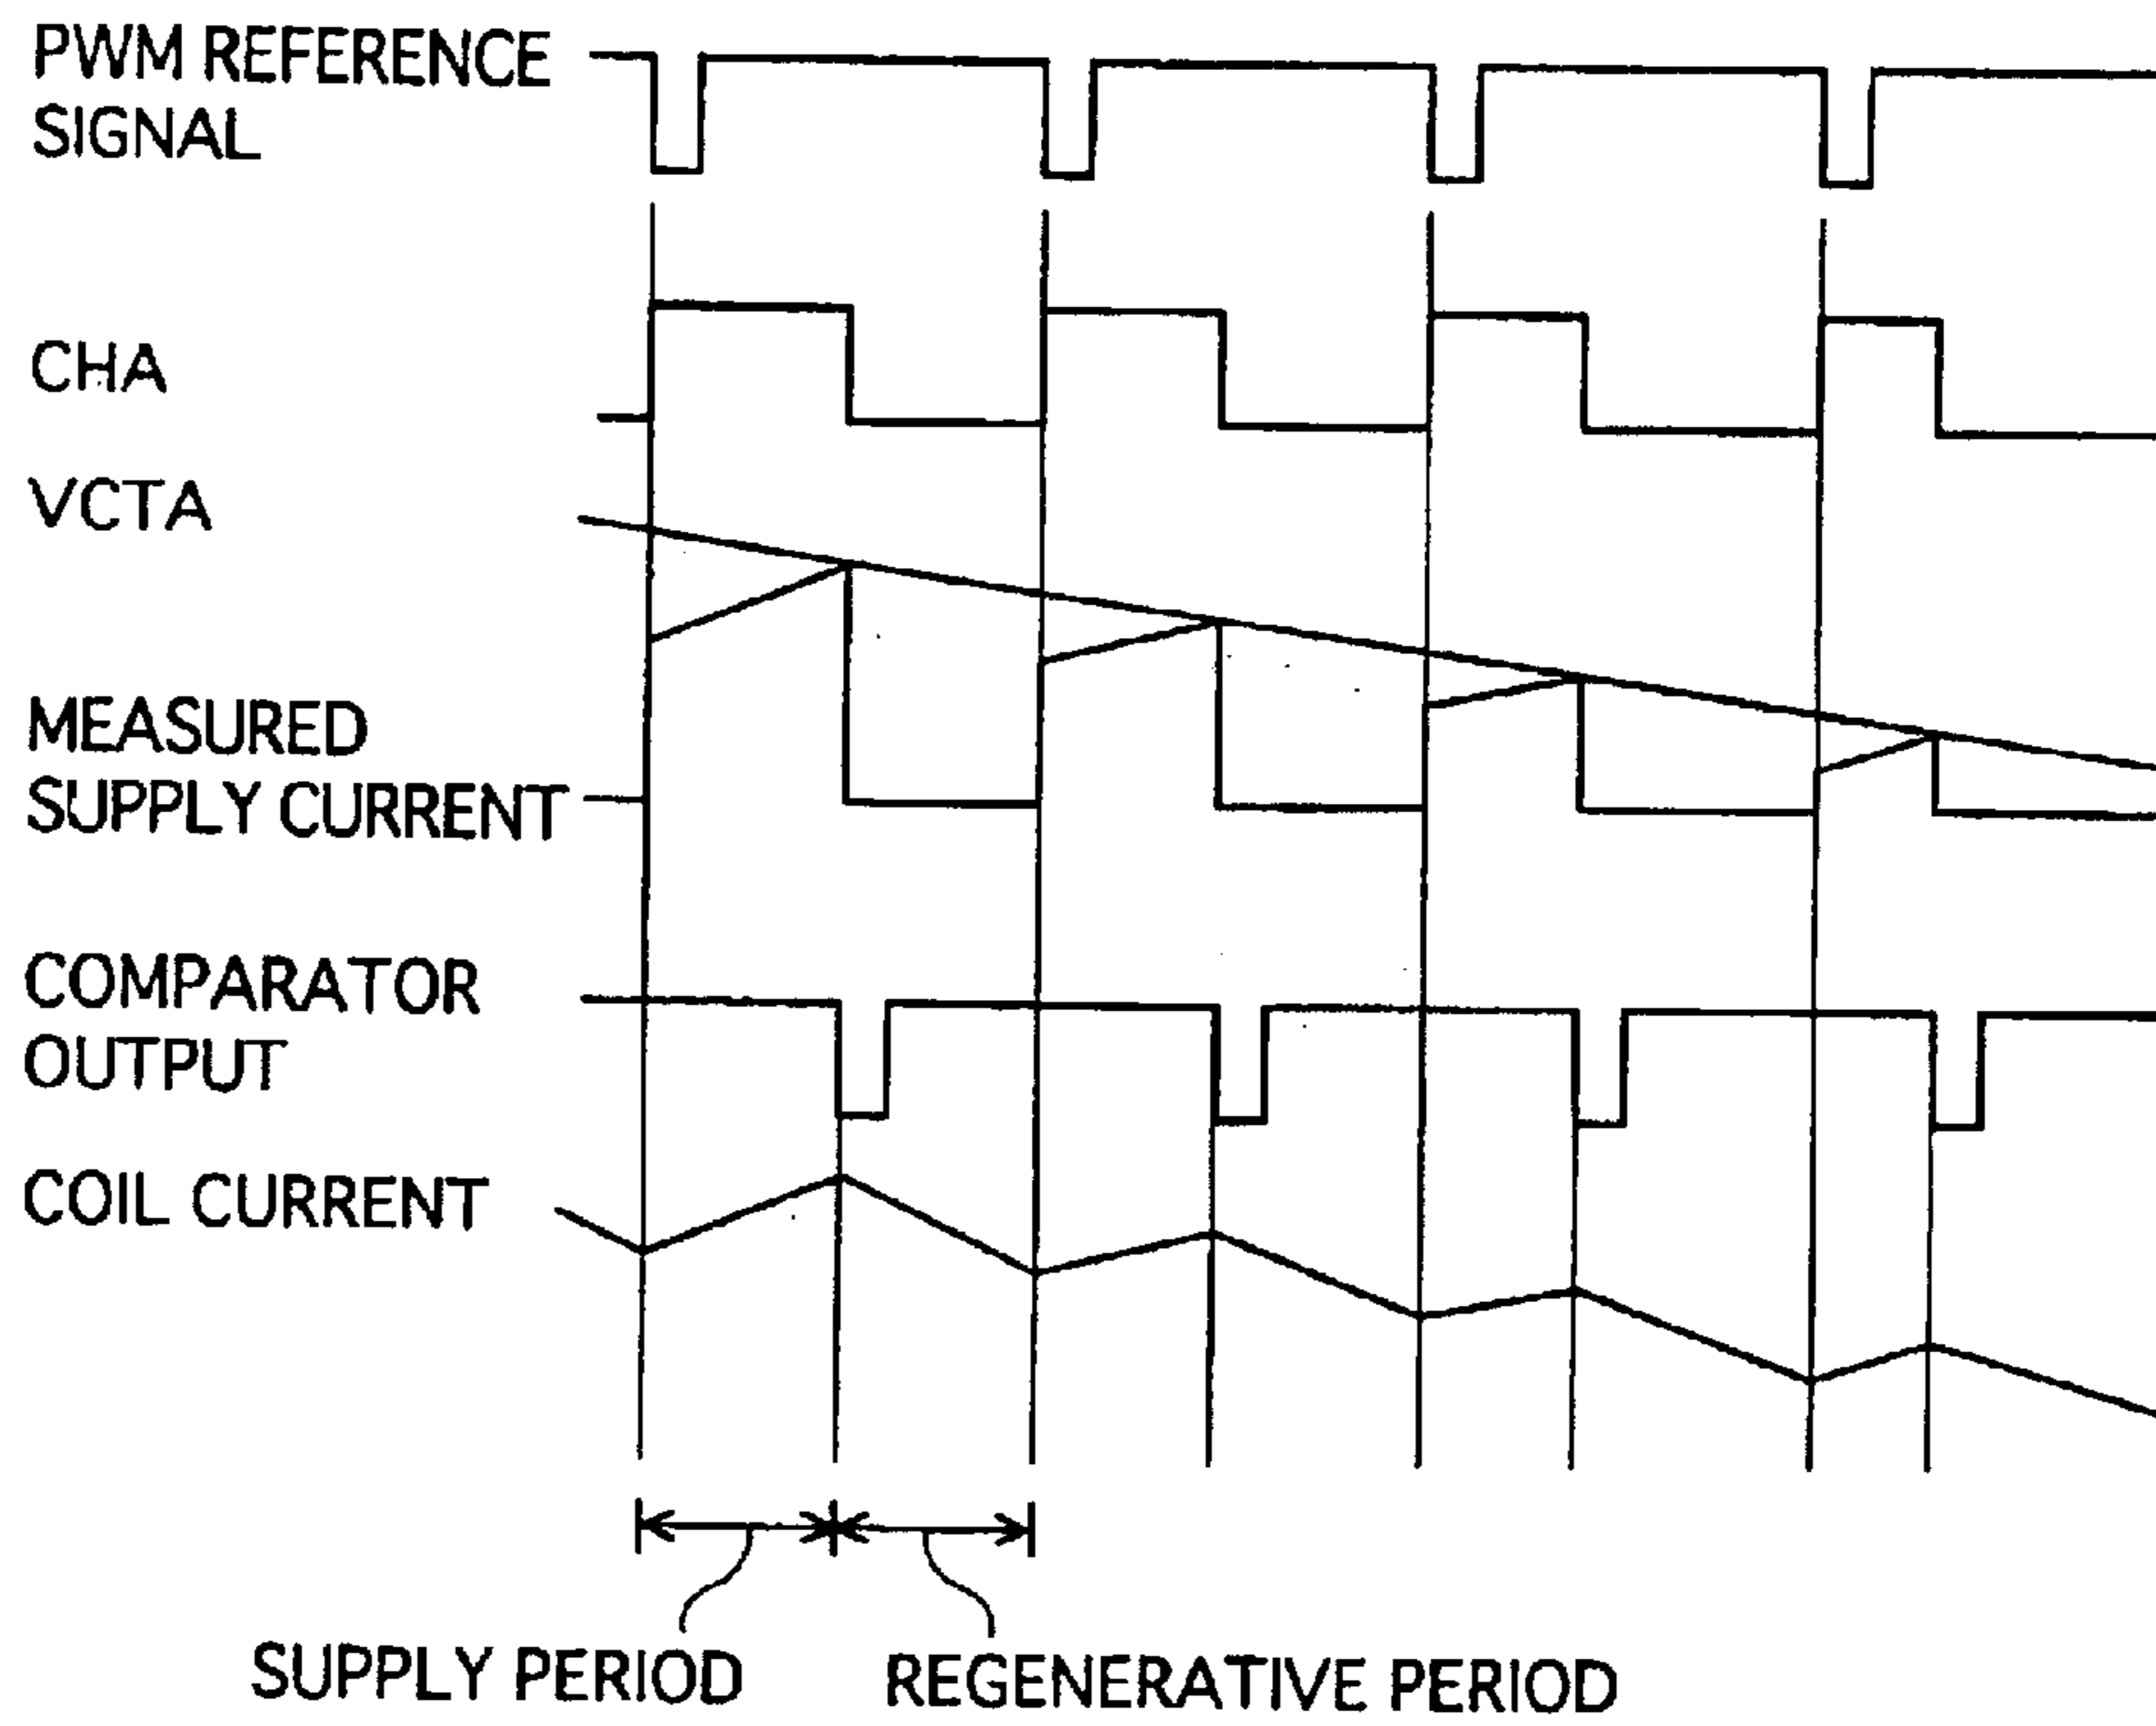 PWM REFERENCE
SIGNAL
CHA
VCTA
MEASURED
SUPPLY CURRENT
COMPARATOR
OUTPUT
COIL CURRENT
SUPPLY PERIOD
REGENERATIVE PERIOD